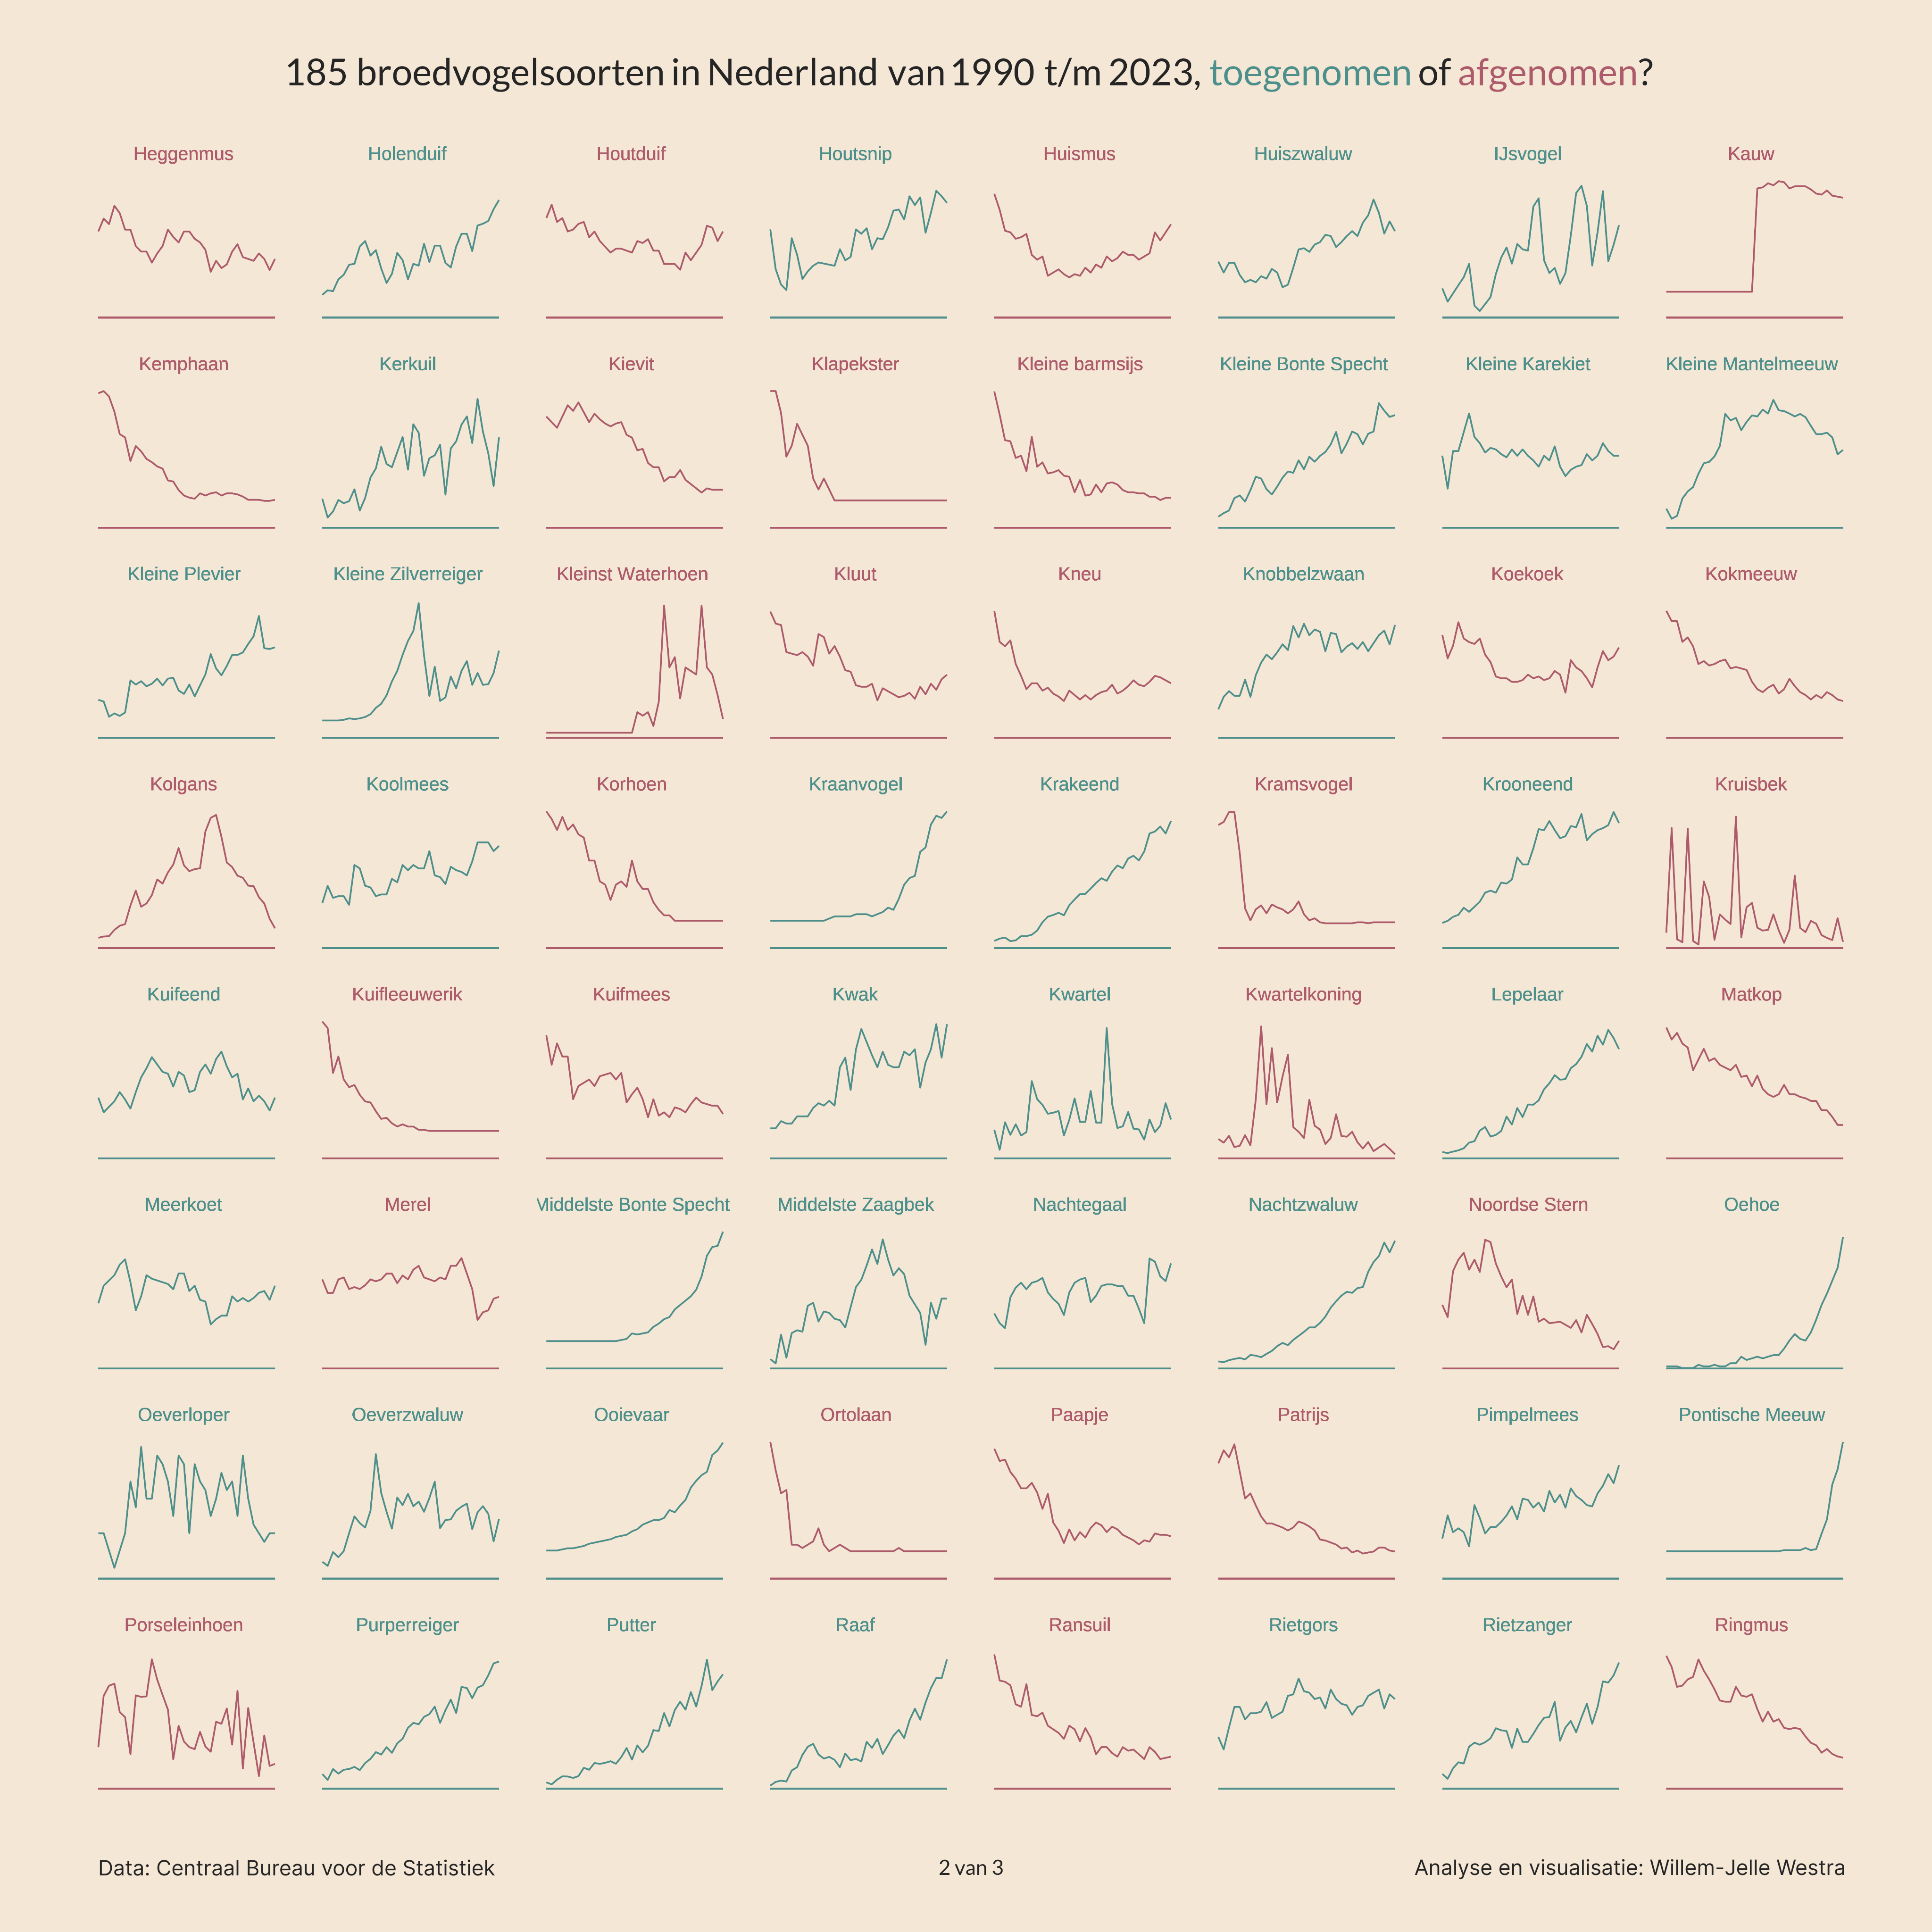 185 broedvogelsoorten in Nederland van 1990 t/m 2023, toegenomen of afgenomen?
Heggenmus Holenduif Houtduif Houtsnip Huismus Huiszwaluw IJsvogel Kauw
Kemphaan Kerkuil Kievit Klapekster Kleine barmsijs Kleine Bonte Specht Kleine Karekiet Kleine Mantelmeeuw
Kleine Plevier Kleine Zilverreiger Kleinst Waterhoen Kluut Kneu Knobbelzwaan Koekoek Kokmeeuw
Kolgans Koolmees Korhoen Kraanvogel Krakeend Kramsvogel Krooneend Kruisbek
Kuifeend Kuifleeuwerik Kuifmees Kwak Kwartel Kwartelkoning Lepelaar Matkop
Meerkoet Merel Middelste Bonte Specht Middelste Zaagbek Nachtegaal Nachtzwaluw Noordse Stern Oehoe
Oeverloper Oeverzwaluw Ooievaar Ortolaan Paapje Patrijs Pimpelmees Pontische Meeuw
Porseleinhoen Purperreiger Putter Raaf Ransuil Rietgors Rietzanger Ringmus
Data: Centraal Bureau voor de Statistiek 2 van 3 Analyse en visualisatie: Willem-Jelle Westra